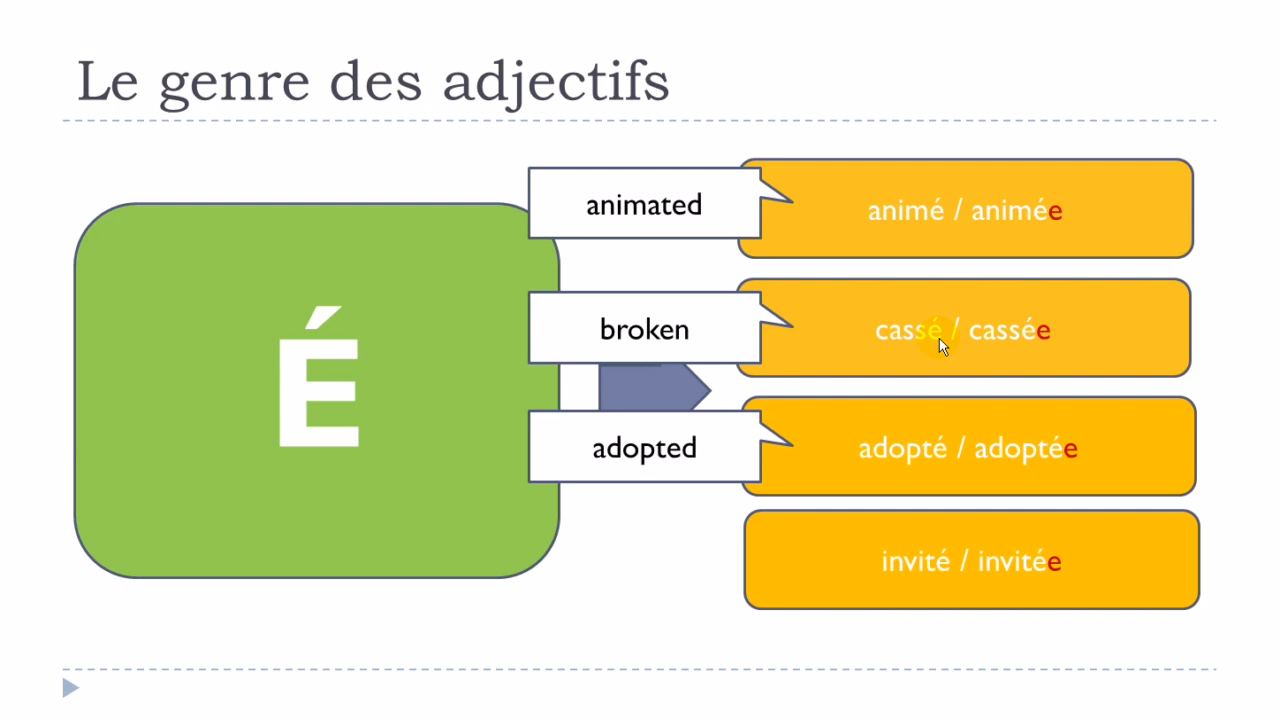 Le genre des adjectifs
É
animated
animé / animée
broken
cassé / cassée
adopted
adopté / adoptée
invité / invitée